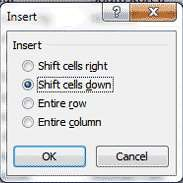 Insert
Insert
Shift cells right
Shift cells down
Entire row
Entire column
OK
Cancel